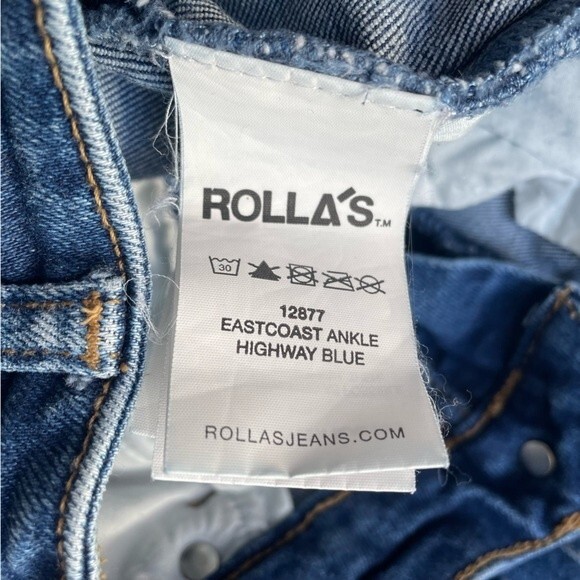 ROLLA'S TM
30
12877
EASTCOAST ANKLE
HIGHWAY BLUE
ROLLASJEANS.COM